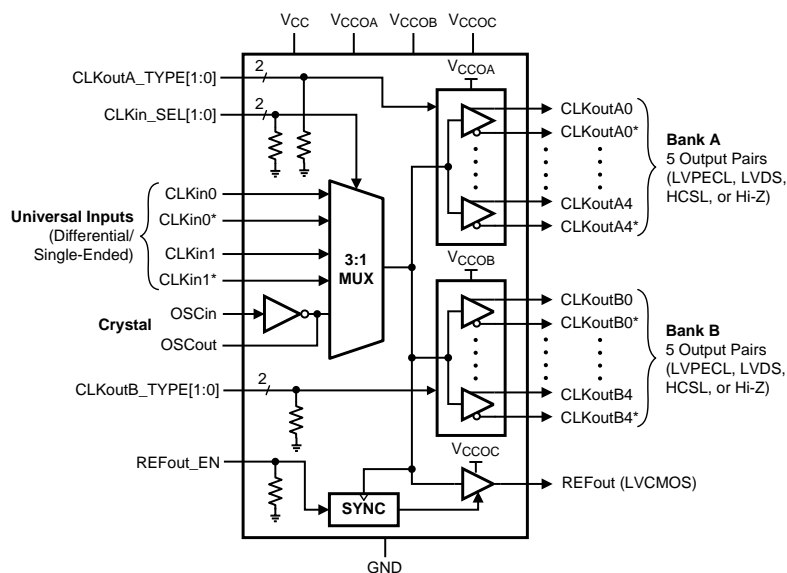 VCC VCCOA VCCOB VCCOC
CLKoutA_TYPE[1:0] 2
VCCOA
CLKin_SEL[1:0] 2
CLKoutA0
CLKoutA0*
Bank A
5 Output Pairs
(LVPECL, LVDS,
HCSL, or Hi-Z)
CLKoutA4
CLKoutA4*
Universal Inputs
(Differential/
Single-Ended)
CLKin0
CLKin0*
CLKin1
CLKin1*
3:1
MUX
Crystal
OSCin
OSCout
VCCOB
CLKoutB0
CLKoutB0*
Bank B
5 Output Pairs
(LVPECL, LVDS,
HCSL, or Hi-Z)
CLKoutB4
CLKoutB4*
CLKoutB_TYPE[1:0] 2
REFout_EN
VCCOC
REFout (LVCMOS)
SYNC
GND